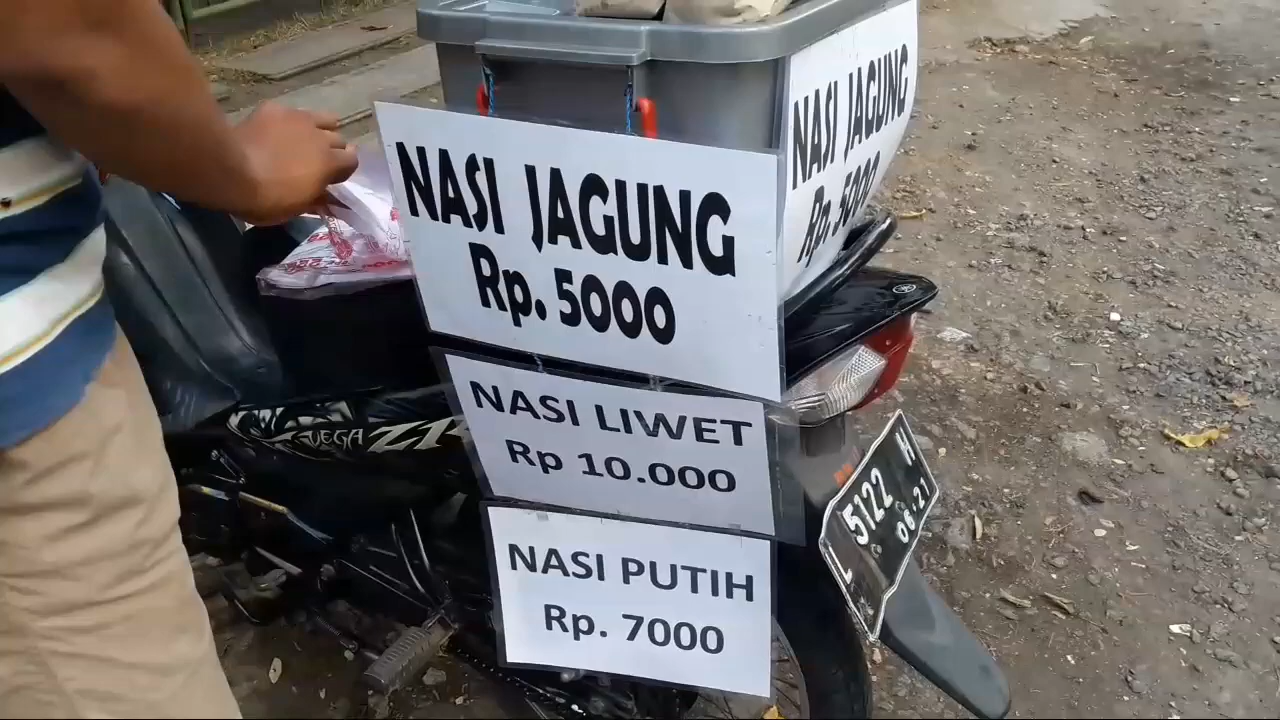 NASI JAGUNG
Rp. 5000
NASI JAGUNG
Rp. 5000
NASI LIWET
Rp 10.000
NASI PUTIH
Rp. 7000
VEGA ZR
L 5122 H
06.21